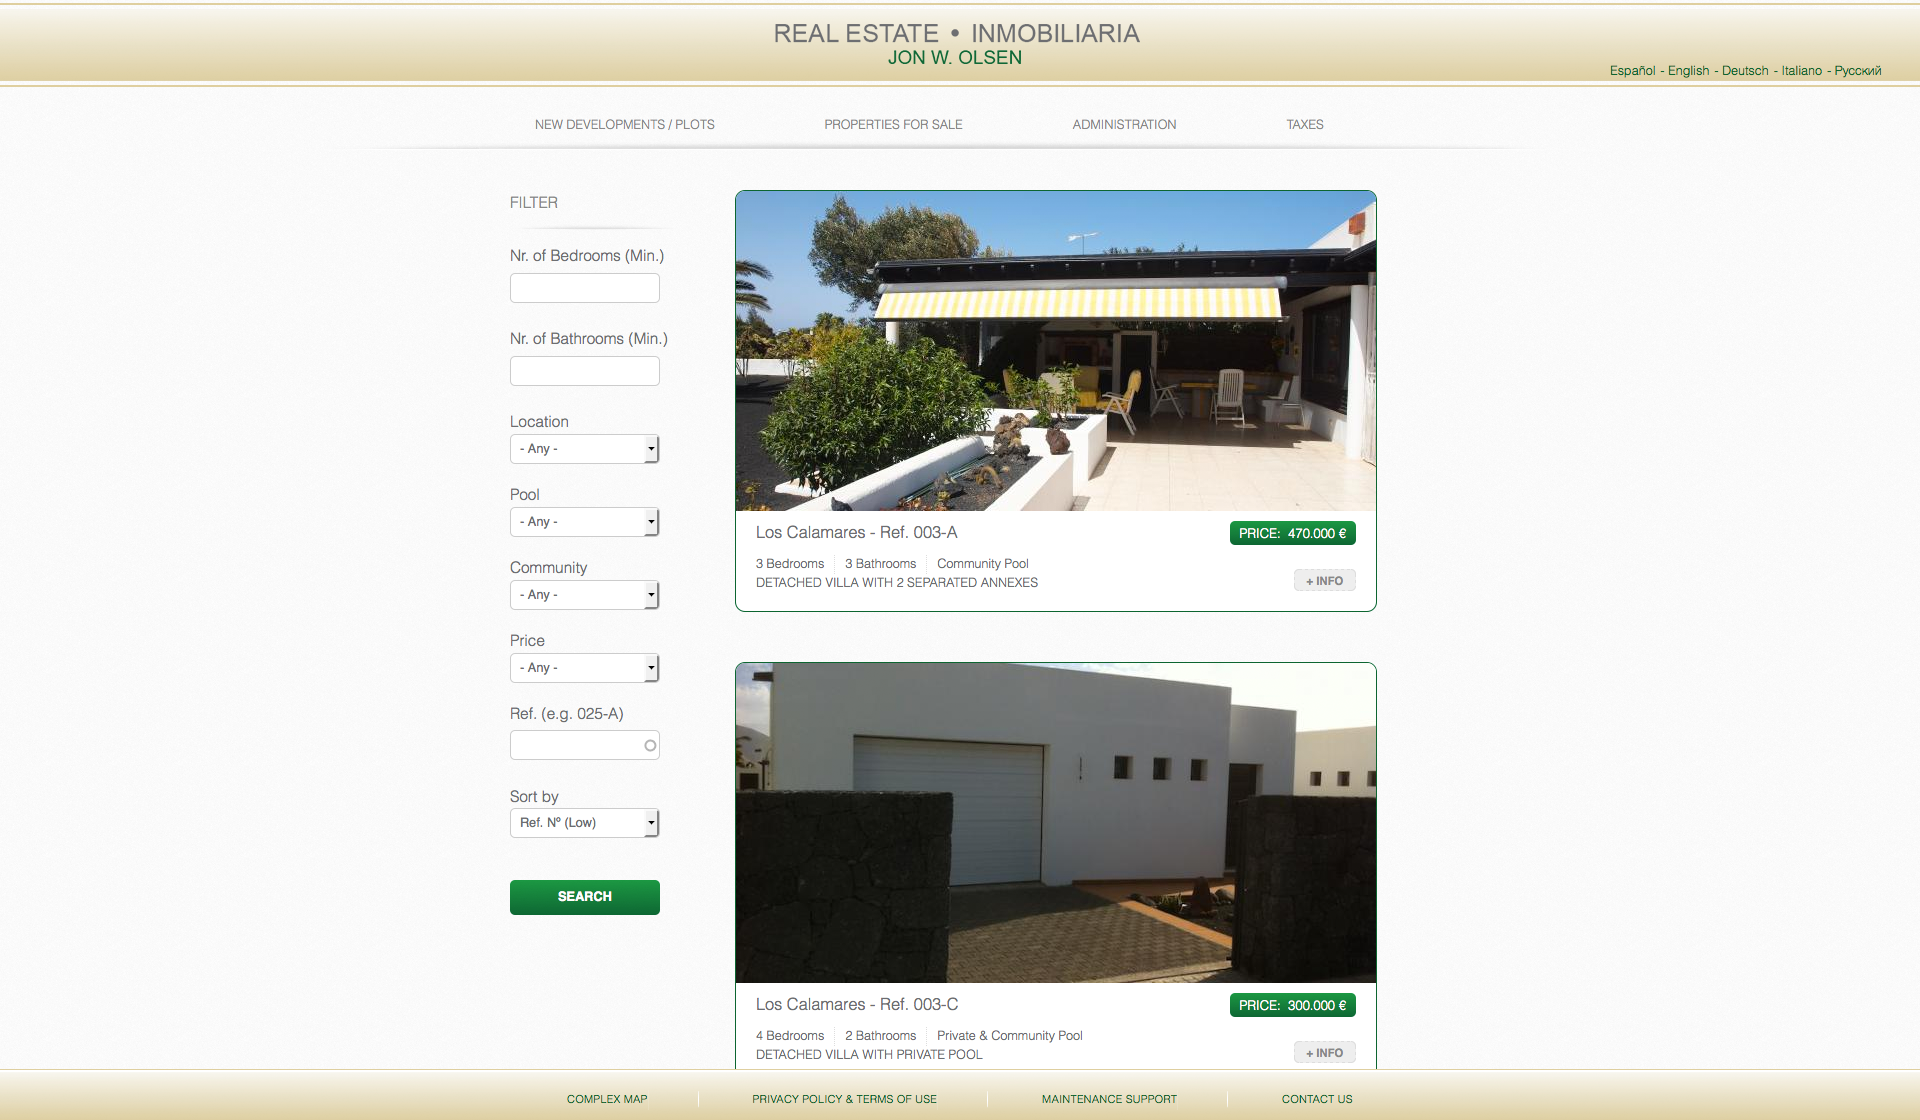 REAL ESTATE • INMOBILIARIA
JON W. OLSEN
Español - English - Deutsch - Italiano - Русский
NEW DEVELOPMENTS / PLOTS
PROPERTIES FOR SALE
ADMINISTRATION
TAXES
FILTER
Nr. of Bedrooms (Min.)
Nr. of Bathrooms (Min.)
Location
- Any -
Pool
- Any -
Community
- Any -
Price
- Any -
Ref. (e.g. 025-A)
Sort by
Ref. Nº (Low)
SEARCH
Los Calamares - Ref. 003-A
PRICE: 470.000 €
3 Bedrooms
3 Bathrooms
Community Pool
DETACHED VILLA WITH 2 SEPARATED ANNEXES
+ INFO
Los Calamares - Ref. 003-C
PRICE: 300.000 €
4 Bedrooms
2 Bathrooms
Private & Community Pool
DETACHED VILLA WITH PRIVATE POOL
+ INFO
COMPLEX MAP
PRIVACY POLICY & TERMS OF USE
MAINTENANCE SUPPORT
CONTACT US